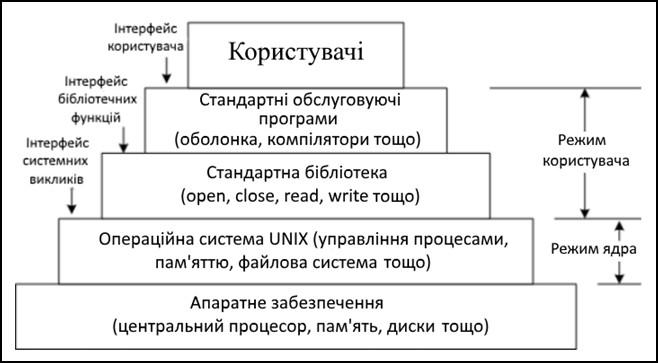 Інтерфейс
користувача
Користувачі
Інтерфейс
бібліотечних
функцій
Стандартні обслуговуючі
програми
(оболонка, компілятори тощо)
Інтерфейс
системних
викликів
Режим
користувача
Стандартна бібліотека
(open, close, read, write тощо)
Операційна система UNIX (управління процесами,
пам'яттю, файлова система тощо)
Режим ядра
Апаратне забезпечення
(центральний процесор, пам'ять, диски тощо)